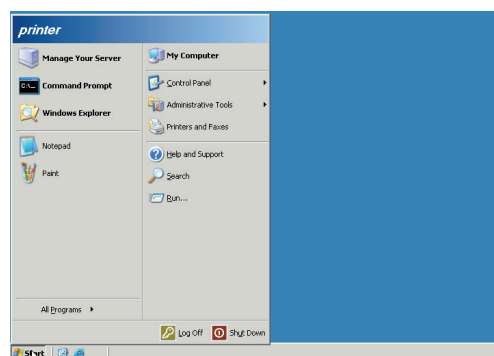 printer
Manage Your Server
Command Prompt
Windows Explorer
Notepad
Paint
All Programs
My Computer
Control Panel
Administrative Tools
Printers and Faxes
Help and Support
Search
Run...
Log Off
Shut Down
Start